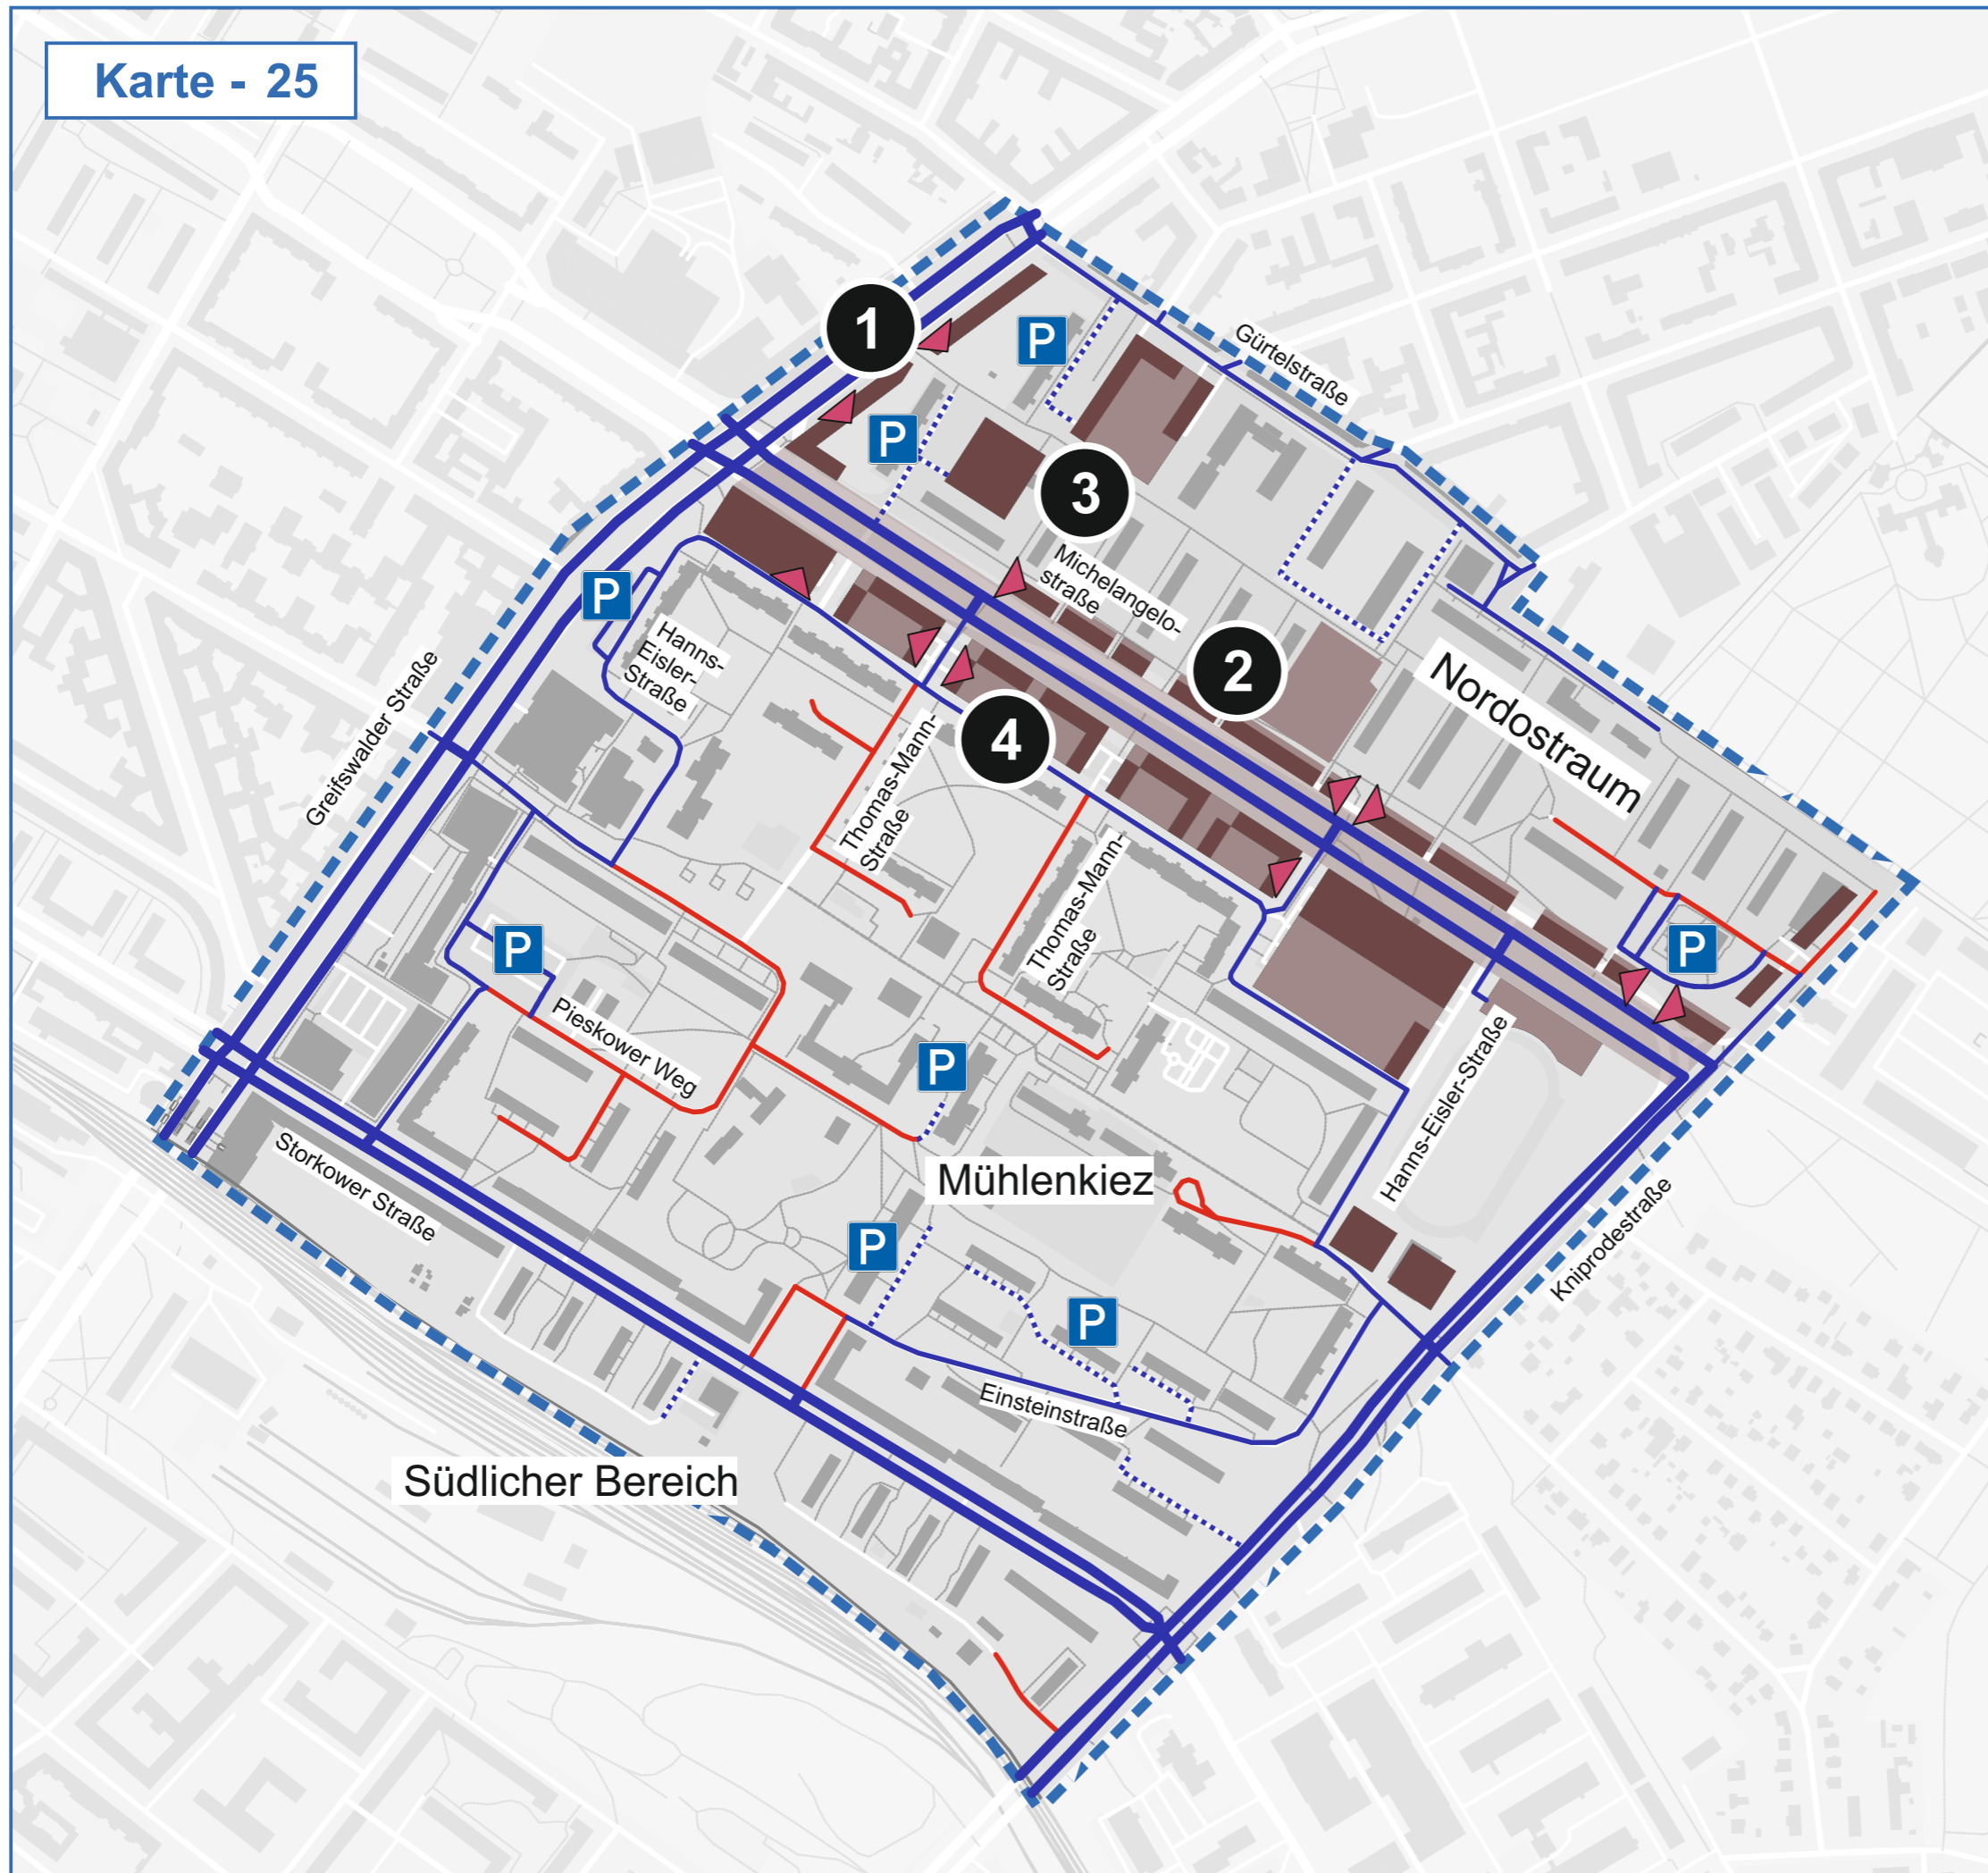 Karte - 25
1
P
Gürtelstraße
P
3
Michelangelo-
straße
P
Hanns-
Eisler-
Straße
2
Nordostraum
4
Greifswalder Straße
Thomas-Mann-
Straße
Thomas-Mann-
Straße
P
P
Pieskower Weg
P
Hanns-Eisler-Straße
Storkower Straße
Mühlenkiez
P
Kniprodestraße
P
Einsteinstraße
Südlicher Bereich